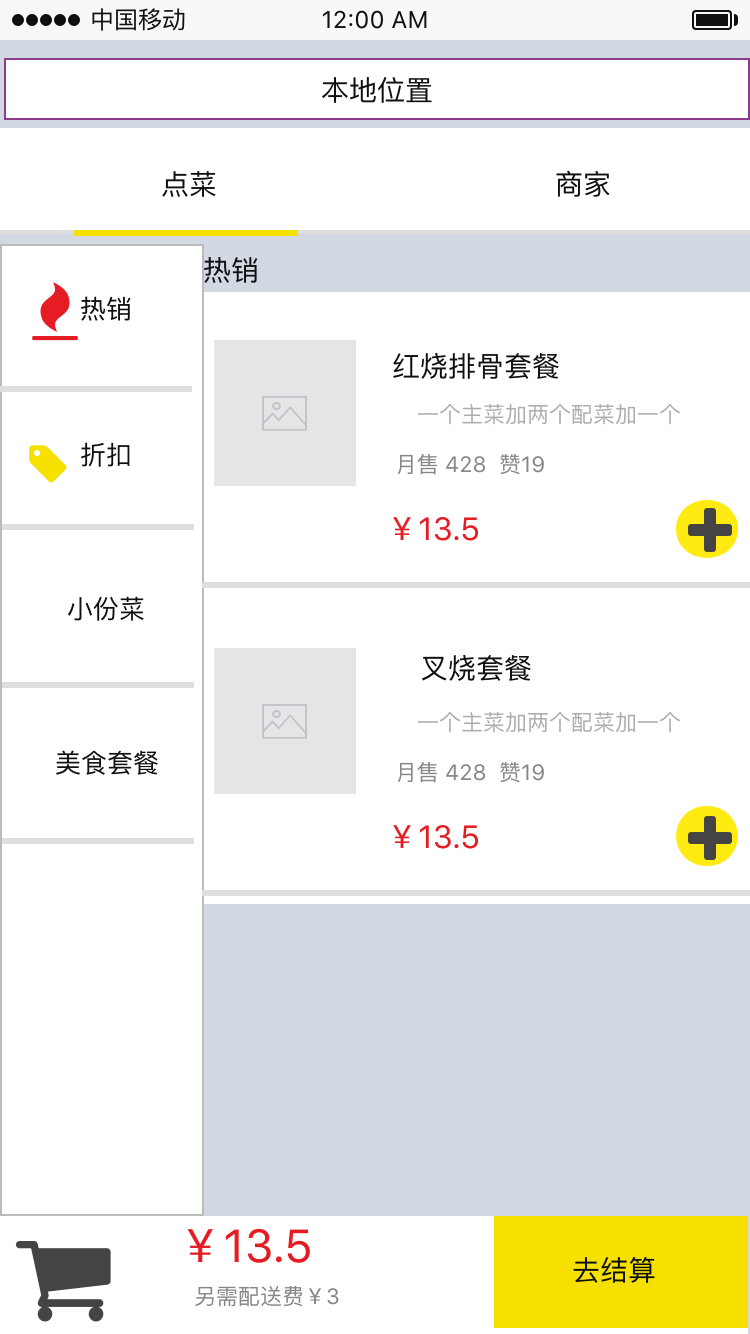 中国移动 12:00 AM
本地位置
点菜 商家
热销
热销
折扣
小份菜
美食套餐
红烧排骨套餐
一个主菜加两个配菜加一个
月售 428 赞19
￥13.5
叉烧套餐
一个主菜加两个配菜加一个
月售 428 赞19
￥13.5
￥13.5
另需配送费￥3
去结算